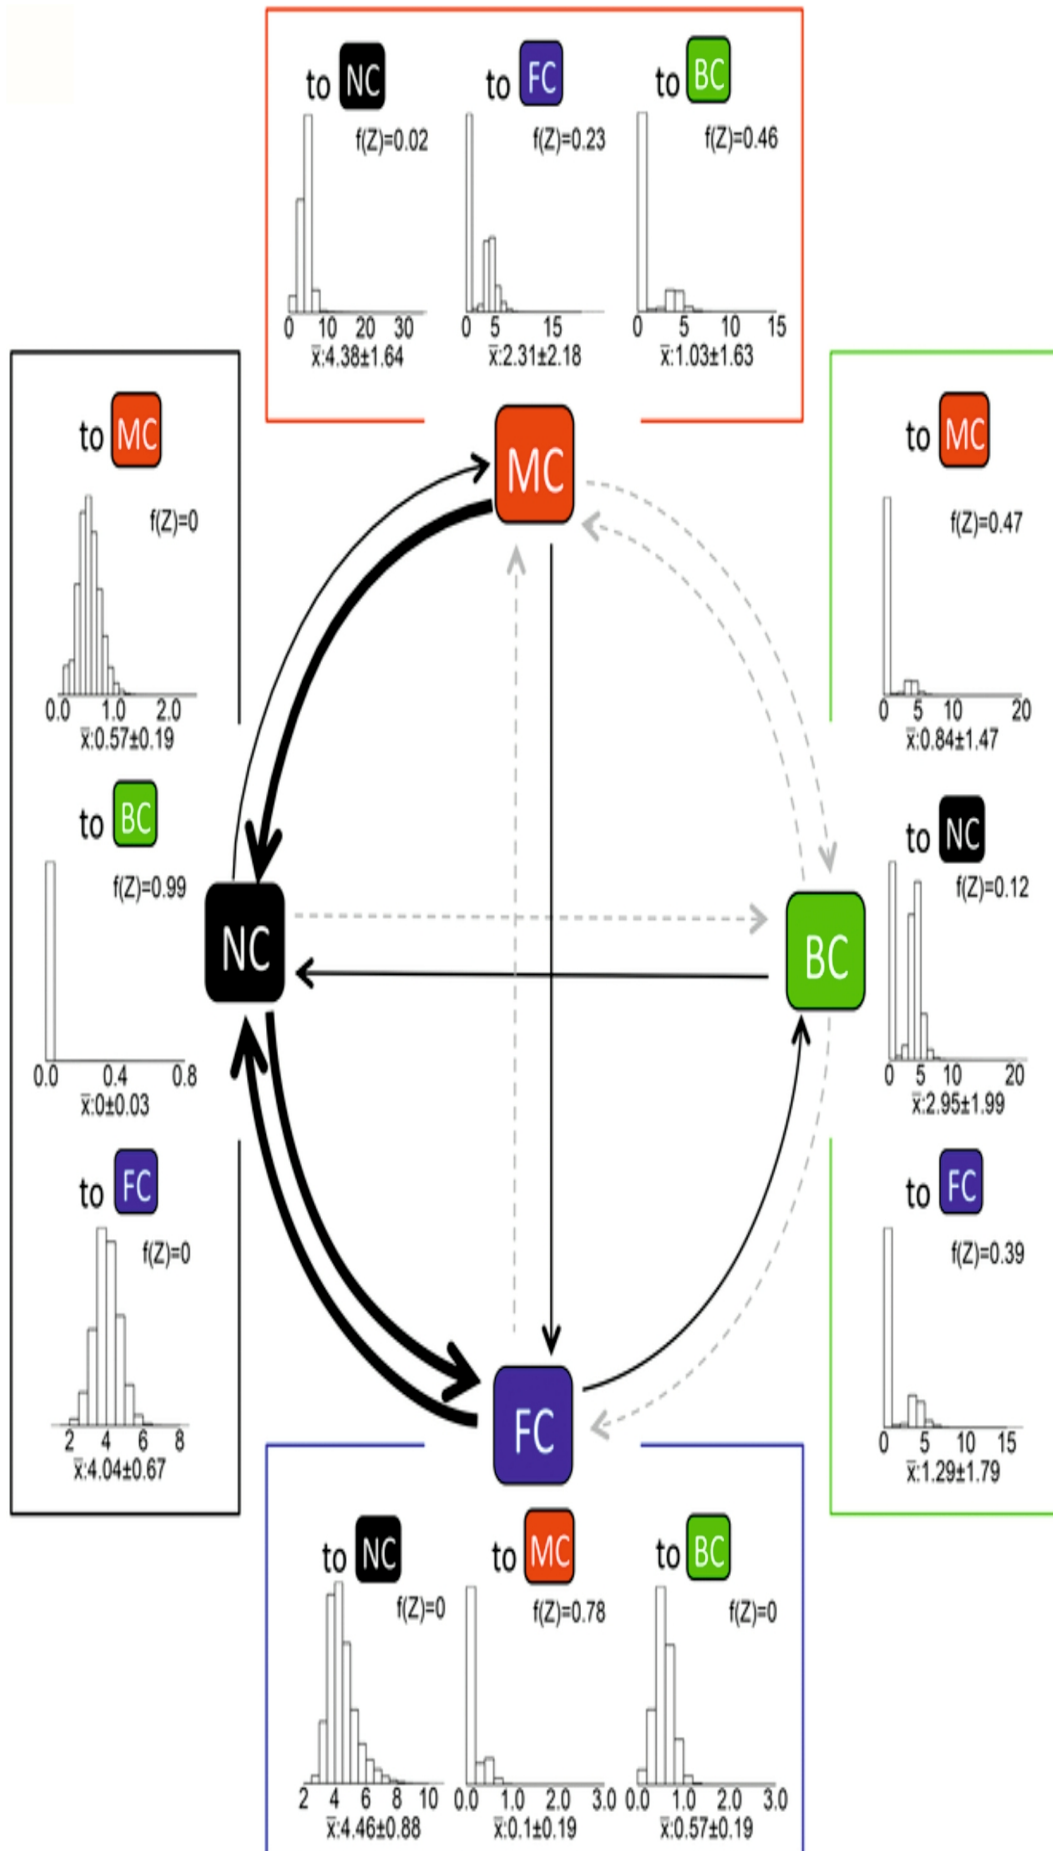 to NC
f(Z)=0.02
0 10 20 30
x̅:4.38±1.64
to FC
f(Z)=0.23
0 5 15
x̅:2.31±2.18
to BC
f(Z)=0.46
0 5 10 15
x̅:1.03±1.63
to MC
f(Z)=0
0.0 1.0 2.0
x̅:0.57±0.19
to BC
f(Z)=0.99
0.0 0.4 0.8
x̅:0±0.03
to FC
f(Z)=0
2 4 6 8
x̅:4.04±0.67
MC
NC
BC
FC
to MC
f(Z)=0.47
0 5 10 20
x̅:0.84±1.47
to NC
f(Z)=0.12
0 5 10 20
x̅:2.95±1.99
to FC
f(Z)=0.39
0 5 10 15
x̅:1.29±1.79
to NC
f(Z)=0
2 4 6 8 10
x̅:4.46±0.88
to MC
f(Z)=0.78
0.0 1.0 2.0 3.0
x̅:0.1±0.19
to BC
f(Z)=0
0.0 1.0 2.0 3.0
x̅:0.57±0.19